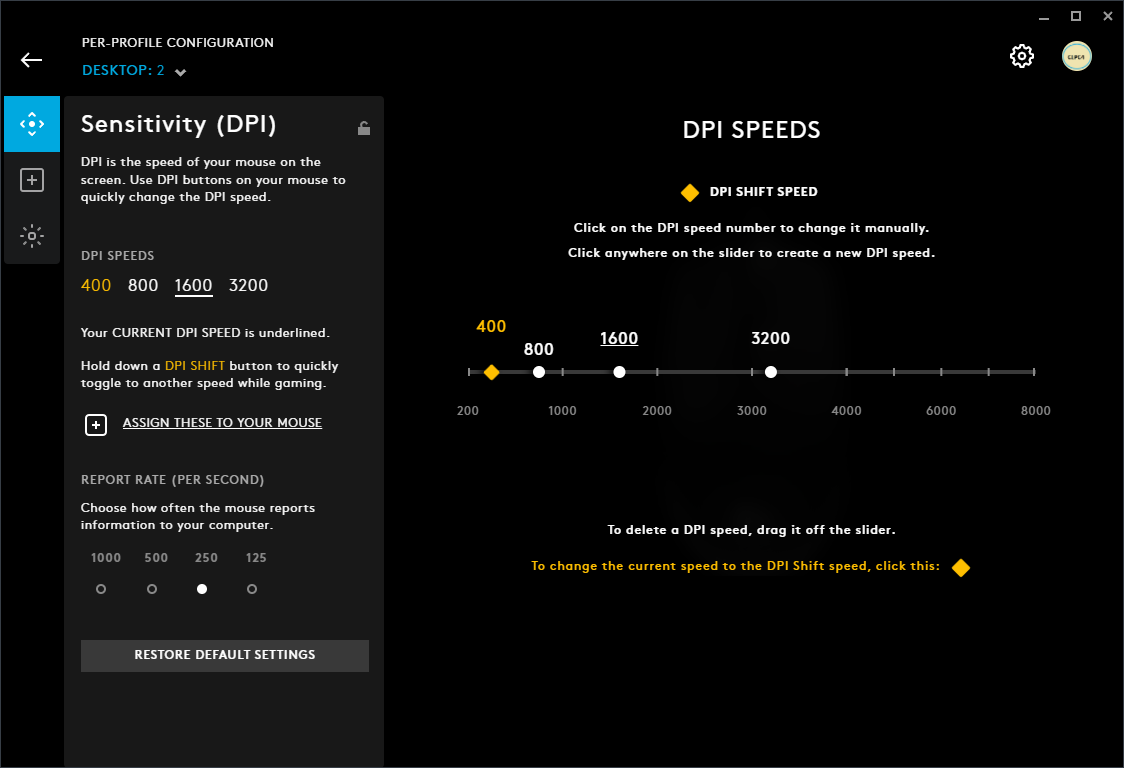 PER-PROFILE CONFIGURATION
DESKTOP: 2
Sensitivity (DPI)
DPI is the speed of your mouse on the
screen. Use DPI buttons on your mouse to
quickly change the DPI speed.
DPI SPEEDS
400 800 1600 3200
Your CURRENT DPI SPEED is underlined.
Hold down a DPI SHIFT button to quickly
toggle to another speed while gaming.
ASSIGN THESE TO YOUR MOUSE
REPORT RATE (PER SECOND)
Choose how often the mouse reports
information to your computer.
1000 500 250 125
RESTORE DEFAULT SETTINGS
DPI SPEEDS
DPI SHIFT SPEED
Click on the DPI speed number to change it manually.
Click anywhere on the slider to create a new DPI speed.
400
800
1600
3200
200 1000 2000 3000 4000 6000 8000
To delete a DPI speed, drag it off the slider.
To change the current speed to the DPI Shift speed, click this: